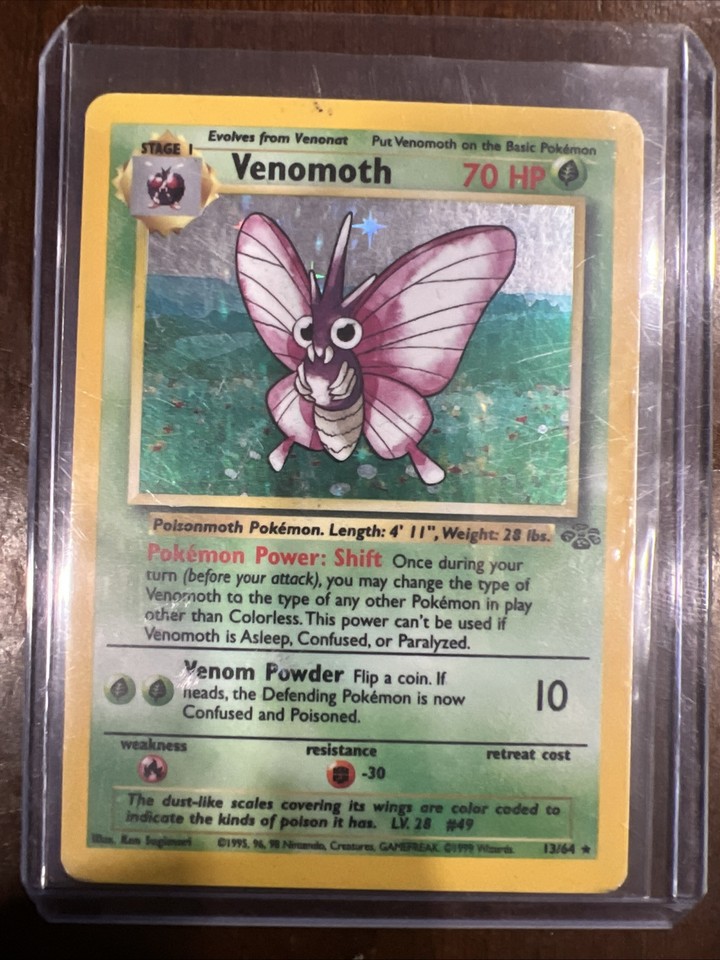 Evolves from Venonat Put Venomoth on the Basic Pokémon
STAGE 1
Venomoth 70 HP
Poisonmoth Pokémon. Length: 4' 11", Weight: 28 lbs.
Pokémon Power: Shift Once during your
turn (before your attack), you may change the type of
Venomoth to the type of any other Pokémon in play
other than Colorless. This power can't be used if
Venomoth is Asleep, Confused, or Paralyzed.
Venom Powder Flip a coin. If
heads, the Defending Pokémon is now
Confused and Poisoned.
10
weakness resistance retreat cost
-30
The dust-like scales covering its wings are color coded to
indicate the kinds of poison it has. LV. 28 #49
Illus. Ken Sugimori ©1995, 96, 98 Nintendo, Creatures, GAMEFREAK. ©1999 Wizards. 13/64 ★